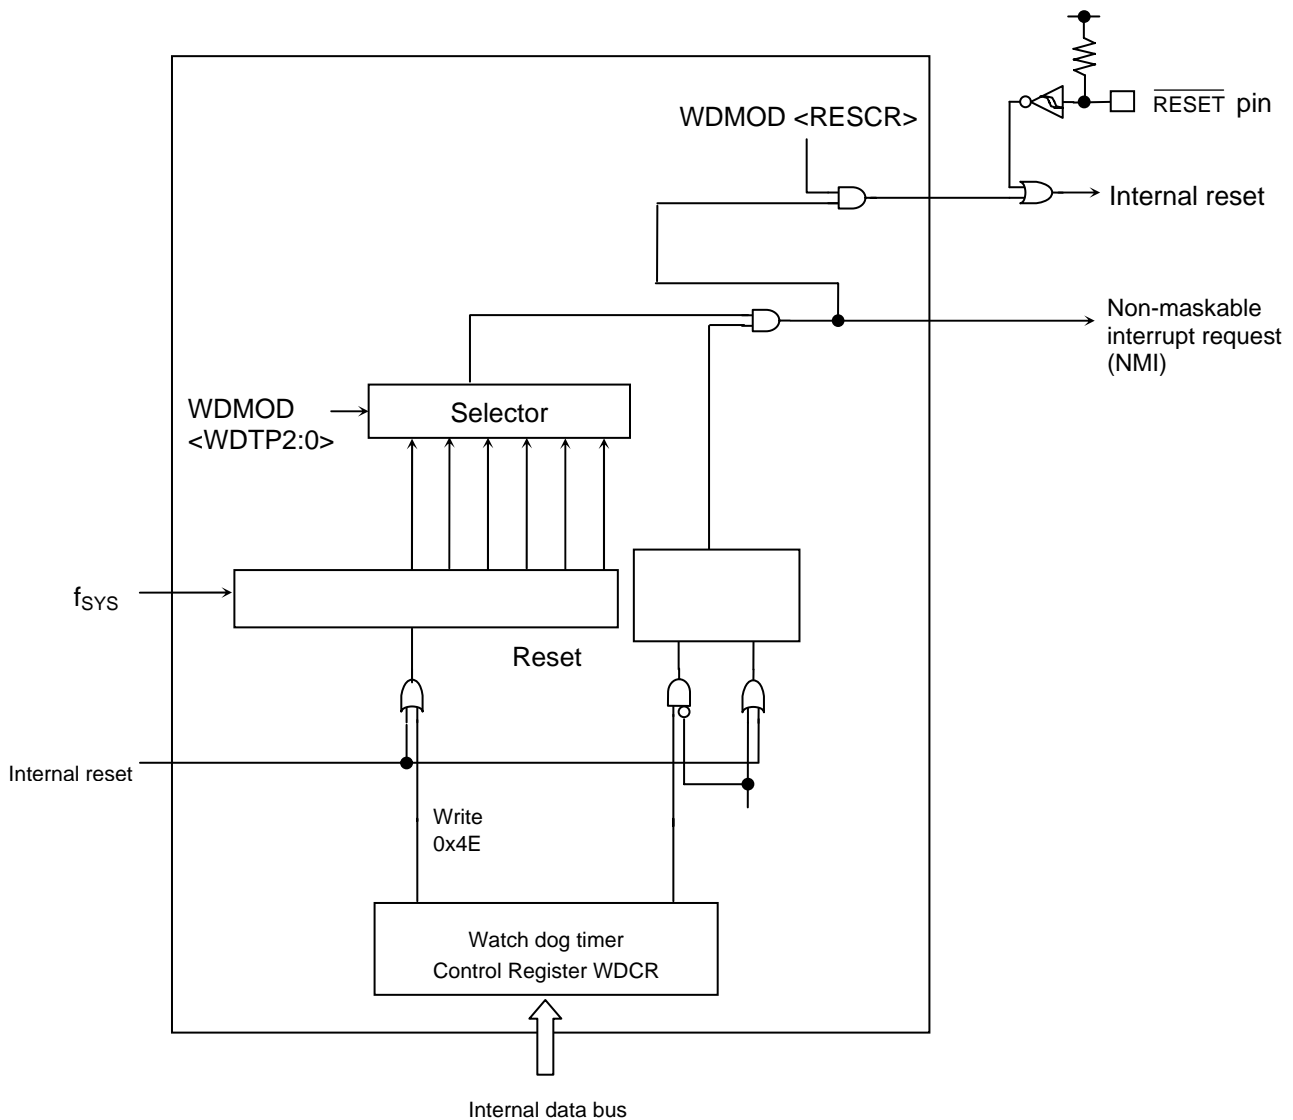 RESET pin
WDMOD <RESCR>
Internal reset
Non-maskable
interrupt request
(NMI)
WDMOD
<WDTP2:0>
Selector
fSYS
Reset
Internal reset
Write
0x4E
Watch dog timer
Control Register WDCR
Internal data bus